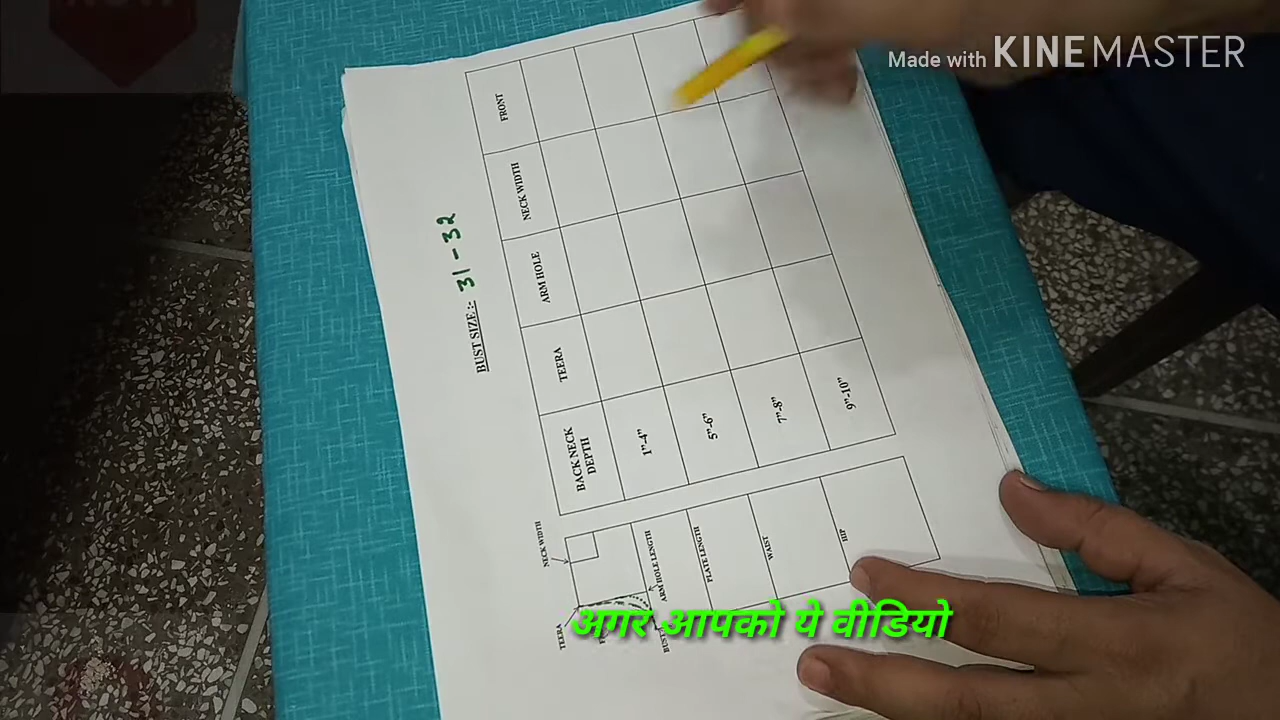 Made with KINEMASTER
BUST SIZE :- 31 - 32
BACK NECK DEPTH TEERA ARM HOLE NECK WIDTH FRONT
1"-4"
5"-6"
7"-8"
9"-10"
NECK WIDTH
TEERA
ARM HOLE LENGTH
BUST
PLATE LENGTH
WAIST
HIP
अगर आपको ये वीडियो